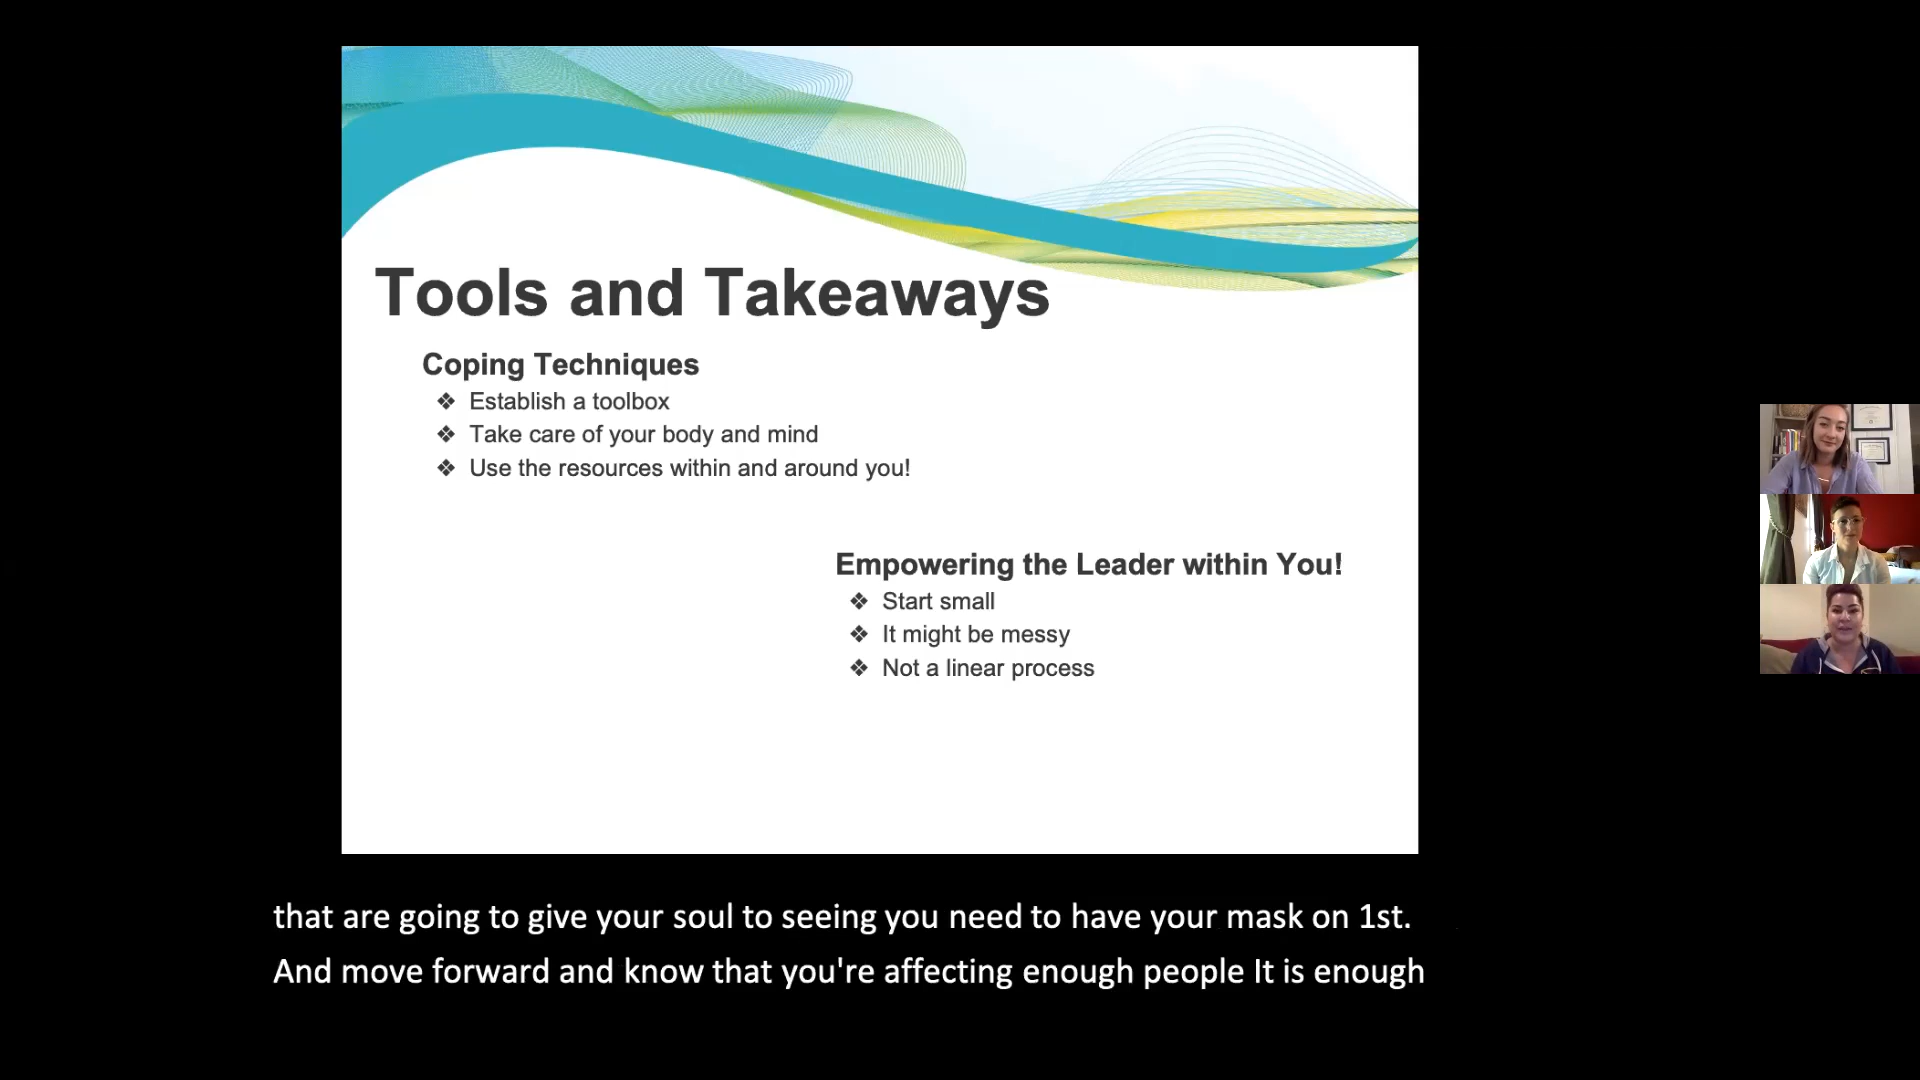 Tools and Takeaways
Coping Techniques
❖ Establish a toolbox
❖ Take care of your body and mind
❖ Use the resources within and around you!
Empowering the Leader within You!
❖ Start small
❖ It might be messy
❖ Not a linear process
that are going to give your soul to seeing you need to have your mask on 1st.
And move forward and know that you're affecting enough people It is enough